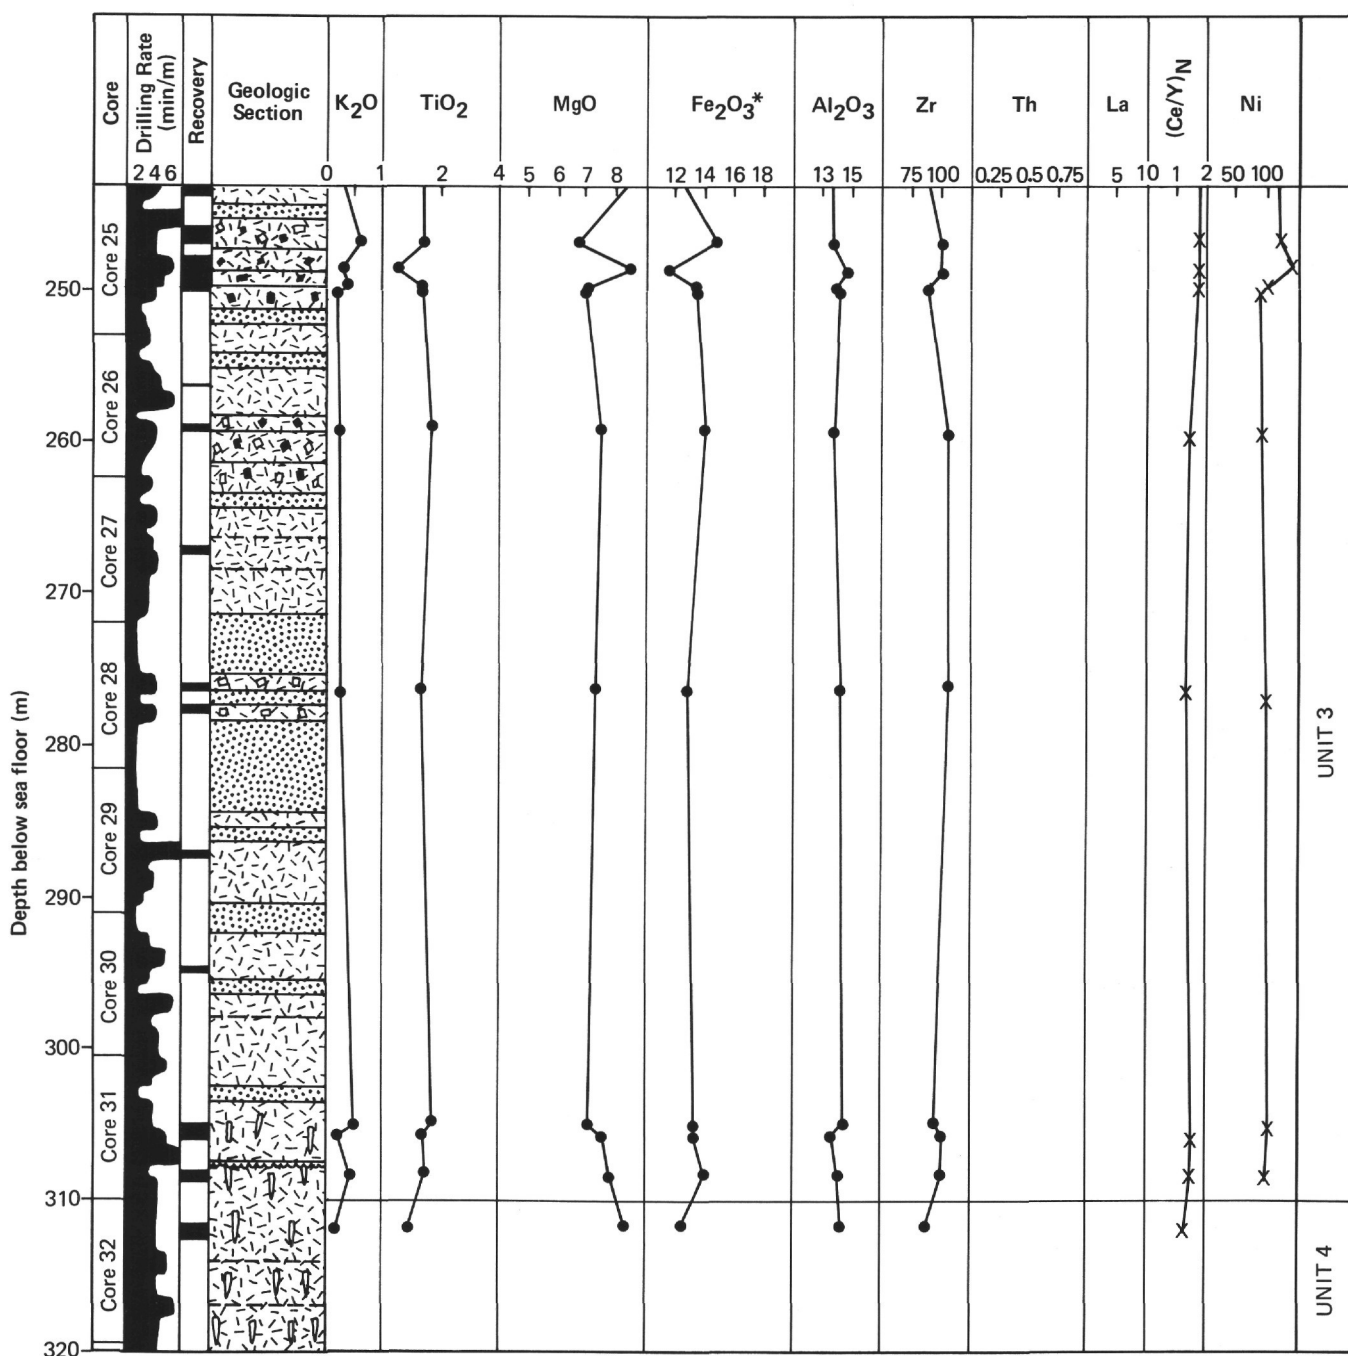 Core
Drilling Rate
(min/m)
Recovery
Geologic
Section
K2O
TiO2
MgO
Fe2O3*
Al2O3
Zr
Th
La
(Ce/Y)N
Ni
2 4 6
0 1 2 4 5 6 7 8 12 14 16 18 13 15 75 100 0.25 0.5 0.75 5 10 1 2 50 100
Depth below sea floor (m)
250
260
270
280
290
300
310
320
Core 25
Core 26
Core 27
Core 28
Core 29
Core 30
Core 31
Core 32
UNIT 3
UNIT 4